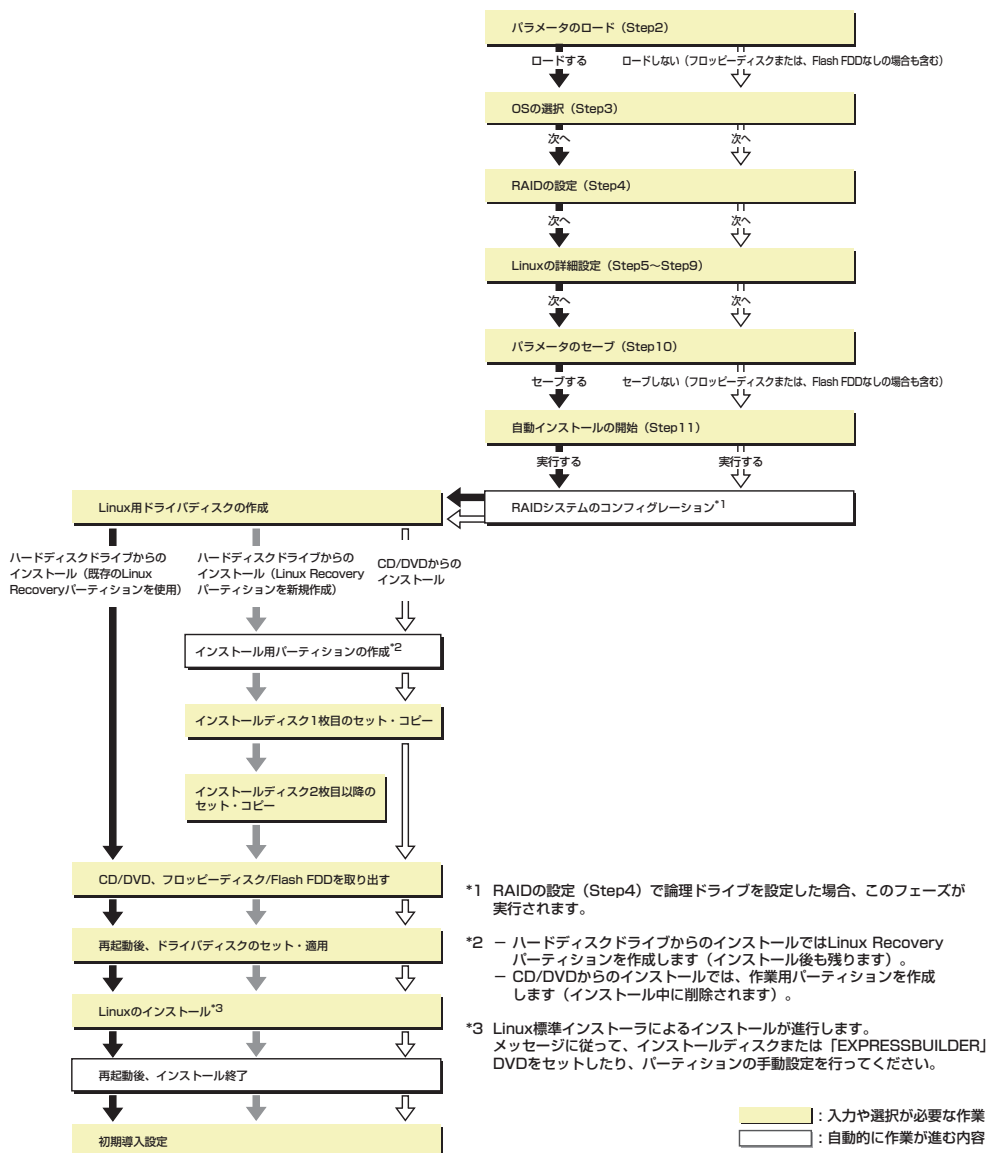 パラメータのロード（Step2）
ロードする
ロードしない（フロッピーディスクまたは、Flash FDDなしの場合も含む）
OSの選択（Step3）
次へ
次へ
RAIDの設定（Step4）
次へ
次へ
Linuxの詳細設定（Step5～Step9）
次へ
次へ
パラメータのセーブ（Step10）
セーブする
セーブしない（フロッピーディスクまたは、Flash FDDなしの場合も含む）
自動インストールの開始（Step11）
実行する
実行する
RAIDシステムのコンフィグレーション*1
Linux用ドライバディスクの作成
ハードディスクドライブからの
インストール（既存のLinux
Recoveryパーティションを使用）
ハードディスクドライブからの
インストール（Linux Recovery
パーティションを新規作成）
CD/DVDからの
インストール
インストール用パーティションの作成*2
インストールディスク1枚目のセット・コピー
インストールディスク2枚目以降の
セット・コピー
CD/DVD、フロッピーディスク/Flash FDDを取り出す
再起動後、ドライバディスクのセット・適用
Linuxのインストール*3
再起動後、インストール終了
初期導入設定
*1 RAIDの設定（Step4）で論理ドライブを設定した場合、このフェーズが
実行されます。
*2 － ハードディスクドライブからのインストールではLinux Recovery
パーティションを作成します（インストール後も残ります）。
－ CD/DVDからのインストールでは、作業用パーティションを作成
します（インストール中に削除されます）。
*3 Linux標準インストーラによるインストールが進行します。
メッセージに従って、インストールディスクまたは「EXPRESSBUILDER」
DVDをセットしたり、パーティションの手動設定を行ってください。
：入力や選択が必要な作業
：自動的に作業が進む内容